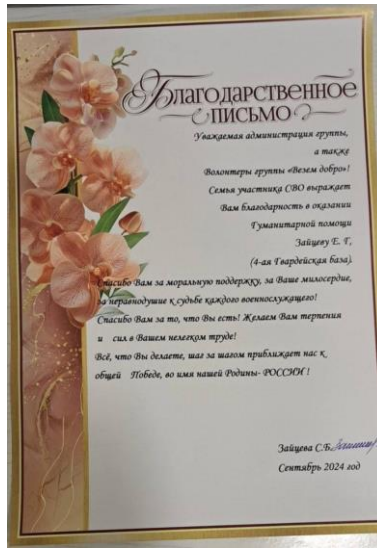 Благодарственное
ПИСЬМО
Уважаемая администрация группы,
а также
Волонтеры группы «Везем добро»!
Семья участника СВО выражает
Вам благодарность в оказании
Гуманитарной помощи
Зайцеву Е. Г,
(4-ая Гвардейская база).
Спасибо Вам за моральную поддержку, за Ваше милосердие,
за неравнодушие к судьбе каждого военнослужащего!
Спасибо Вам за то, что Вы есть! Желаем Вам терпения
и сил в Вашем нелегком труде!
Всё, что Вы делаете, шаг за шагом приближает нас к
общей Победе, во имя нашей Родины- РОССИИ !
Зайцева С.Б.
Сентябрь 2024 год